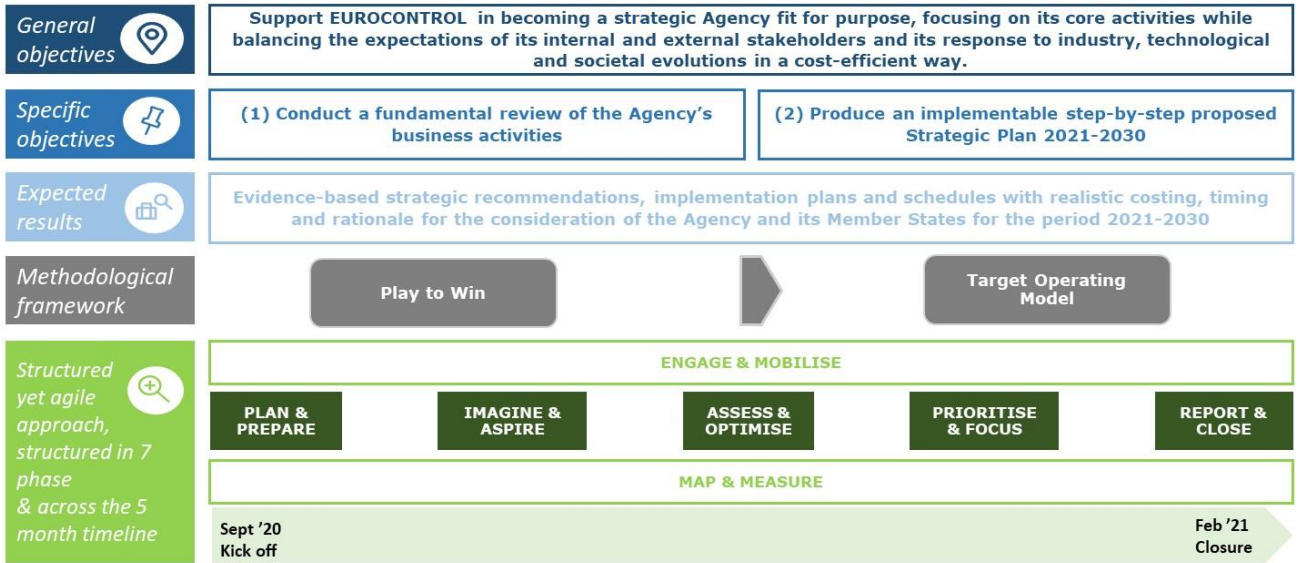 General
objectives
Support EUROCONTROL in becoming a strategic Agency fit for purpose, focusing on its core activities while
balancing the expectations of its internal and external stakeholders and its response to industry, technological
and societal evolutions in a cost-efficient way.
Specific
objectives
(1) Conduct a fundamental review of the Agency’s
business activities
(2) Produce an implementable step-by-step proposed
Strategic Plan 2021-2030
Expected
results
Evidence-based strategic recommendations, implementation plans and schedules with realistic costing, timing
and rationale for the consideration of the Agency and its Member States for the period 2021-2030
Methodological
framework
Play to Win
Target Operating
Model
Structured
yet agile
approach,
structured in 7
phase
& across the 5
month timeline
ENGAGE & MOBILISE
PLAN &
PREPARE
IMAGINE &
ASPIRE
ASSESS &
OPTIMISE
PRIORITISE
& FOCUS
REPORT &
CLOSE
MAP & MEASURE
Sept ’20
Kick off
Feb ’21
Closure